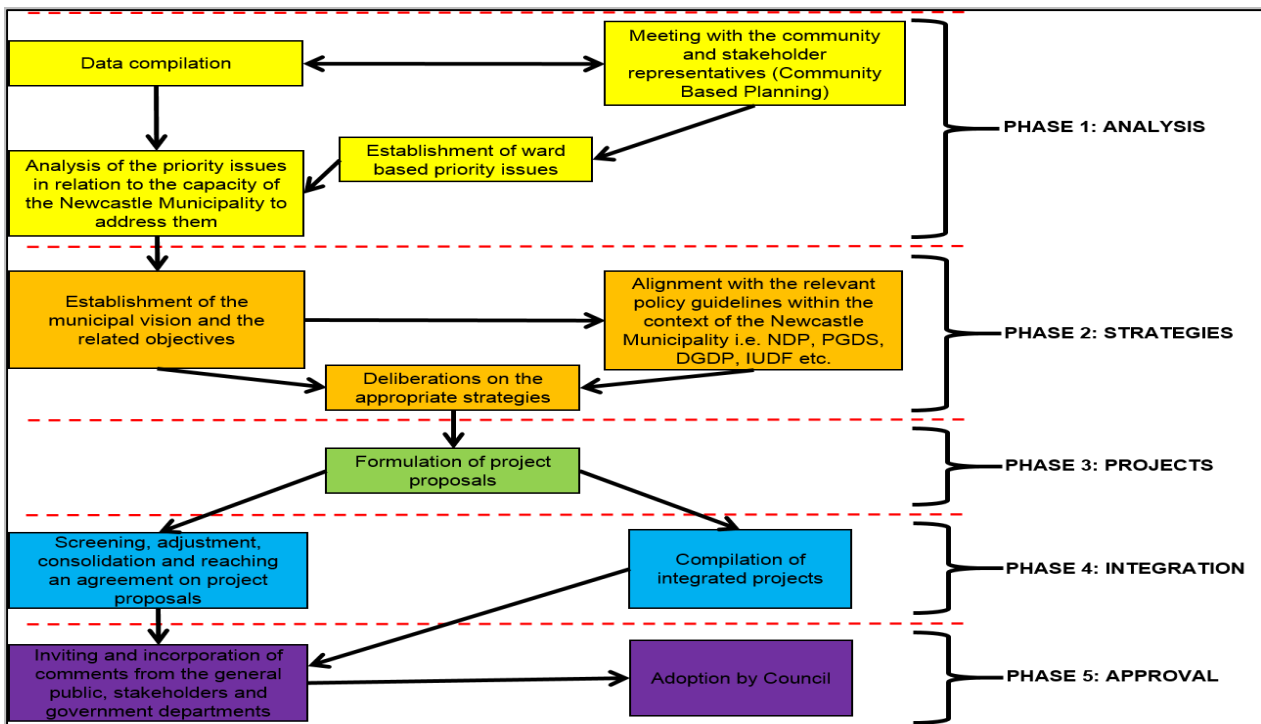 Data compilation
Meeting with the community
and stakeholder
representatives (Community
Based Planning)
Establishment of ward
based priority issues
Analysis of the priority issues
in relation to the capacity of
the Newcastle Municipality to
address them
PHASE 1: ANALYSIS
Establishment of the
municipal vision and the
related objectives
Alignment with the relevant
policy guidelines within the
context of the Newcastle
Municipality i.e. NDP, PGDS,
DGDP, IUDF etc.
Deliberations on the
appropriate strategies
PHASE 2: STRATEGIES
Formulation of project
proposals
PHASE 3: PROJECTS
Screening, adjustment,
consolidation and reaching
an agreement on project
proposals
Compilation of
integrated projects
PHASE 4: INTEGRATION
Inviting and incorporation of
comments from the general
public, stakeholders and
government departments
Adoption by Council
PHASE 5: APPROVAL